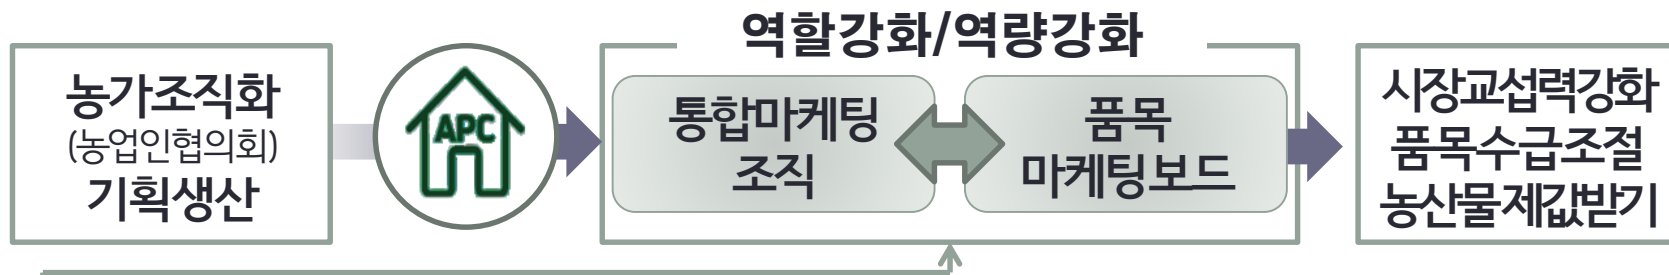 역할강화/역량강화
농가조직화
(농업인협의회)
기획생산
APC
통합마케팅
조직
품목
마케팅보드
시장교섭력강화
품목수급조절
농산물제값받기